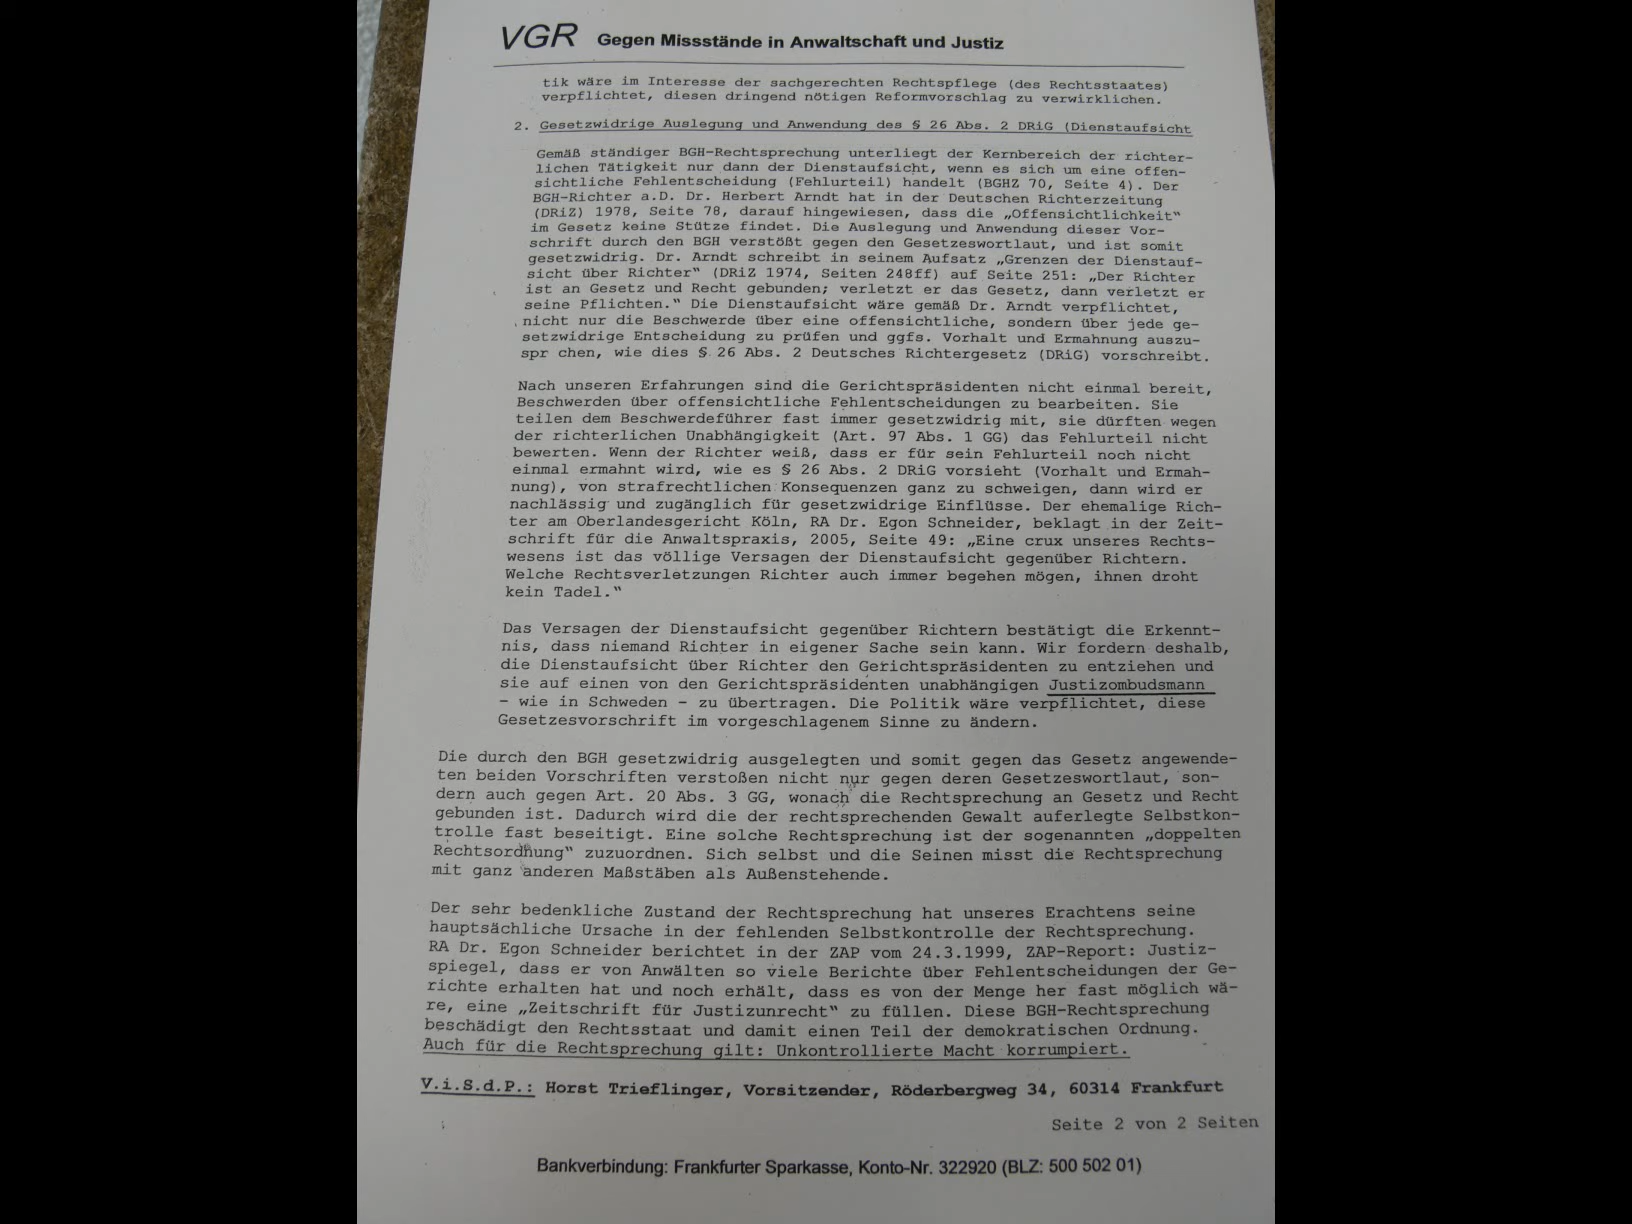 VGR Gegen Missstände in Anwaltschaft und Justiz
tik wäre im Interesse der sachgerechten Rechtspflege (des Rechtsstaates)
verpflichtet, diesen dringend nötigen Reformvorschlag zu verwirklichen.
2. Gesetzwidrige Auslegung und Anwendung des § 26 Abs. 2 DRiG (Dienstaufsicht
Gemäß ständiger BGH-Rechtsprechung unterliegt der Kernbereich der richter-
lichen Tätigkeit nur dann der Dienstaufsicht, wenn es sich um eine offen-
sichtliche Fehlentscheidung (Fehlurteil) handelt (BGHZ 70, Seite 4). Der
BGH-Richter a.D. Dr. Herbert Arndt hat in der Deutschen Richterzeitung
(DRiZ) 1978, Seite 78, darauf hingewiesen, dass die „Offensichtlichkeit"
im Gesetz keine Stütze findet. Die Auslegung und Anwendung dieser Vor-
schrift durch den BGH verstößt gegen den Gesetzeswortlaut, und ist somit
gesetzwidrig. Dr. Arndt schreibt in seinem Aufsatz „Grenzen der Dienstauf-
sicht über Richter" (DRiZ 1974, Seiten 248ff) auf Seite 251: „Der Richter
ist an Gesetz und Recht gebunden; verletzt er das Gesetz, dann verletzt er
seine Pflichten." Die Dienstaufsicht wäre gemäß Dr. Arndt verpflichtet,
nicht nur die Beschwerde über eine offensichtliche, sondern über jede ge-
setzwidrige Entscheidung zu prüfen und ggfs. Vorhalt und Ermahnung auszu-
spr chen, wie dies § 26 Abs. 2 Deutsches Richtergesetz (DRiG) vorschreibt.
Nach unseren Erfahrungen sind die Gerichtspräsidenten nicht einmal bereit,
Beschwerden über offensichtliche Fehlentscheidungen zu bearbeiten. Sie
teilen dem Beschwerdeführer fast immer gesetzwidrig mit, sie dürften wegen
der richterlichen Unabhängigkeit (Art. 97 Abs. 1 GG) das Fehlurteil nicht
bewerten. Wenn der Richter weiß, dass er für sein Fehlurteil noch nicht
einmal ermahnt wird, wie es § 26 Abs. 2 DRiG vorsieht (Vorhalt und Ermah-
nung), von strafrechtlichen Konsequenzen ganz zu schweigen, dann wird er
nachlässig und zugänglich für gesetzwidrige Einflüsse. Der ehemalige Rich-
ter am Oberlandesgericht Köln, RA Dr. Egon Schneider, beklagt in der Zeit-
schrift für die Anwaltspraxis, 2005, Seite 49: „Eine crux unseres Rechts-
wesens ist das völlige Versagen der Dienstaufsicht gegenüber Richtern.
Welche Rechtsverletzungen Richter auch immer begehen mögen, ihnen droht
kein Tadel."
Das Versagen der Dienstaufsicht gegenüber Richtern bestätigt die Erkennt-
nis, dass niemand Richter in eigener Sache sein kann. Wir fordern deshalb,
die Dienstaufsicht über Richter den Gerichtspräsidenten zu entziehen und
sie auf einen von den Gerichtspräsidenten unabhängigen Justizombudsmann
- wie in Schweden - zu übertragen. Die Politik wäre verpflichtet, diese
Gesetzesvorschrift im vorgeschlagenem Sinne zu ändern.
Die durch den BGH gesetzwidrig ausgelegten und somit gegen das Gesetz angewende-
ten beiden Vorschriften verstoßen nicht nur gegen deren Gesetzeswortlaut, son-
dern auch gegen Art. 20 Abs. 3 GG, wonach die Rechtsprechung an Gesetz und Recht
gebunden ist. Dadurch wird die der rechtsprechenden Gewalt auferlegte Selbstkon-
trolle fast beseitigt. Eine solche Rechtsprechung ist der sogenannten „doppelten
Rechtsordnung" zuzuordnen. Sich selbst und die Seinen misst die Rechtsprechung
mit ganz anderen Maßstäben als Außenstehende.
Der sehr bedenkliche Zustand der Rechtsprechung hat unseres Erachtens seine
hauptsächliche Ursache in der fehlenden Selbstkontrolle der Rechtsprechung.
RA Dr. Egon Schneider berichtet in der ZAP vom 24.3.1999, ZAP-Report: Justiz-
spiegel, dass er von Anwälten so viele Berichte über Fehlentscheidungen der Ge-
richte erhalten hat und noch erhält, dass es von der Menge her fast möglich wä-
re, eine „Zeitschrift für Justizunrecht" zu füllen. Diese BGH-Rechtsprechung
beschädigt den Rechtsstaat und damit einen Teil der demokratischen Ordnung.
Auch für die Rechtsprechung gilt: Unkontrollierte Macht korrumpiert.
V.i.S.d.P.: Horst Trieflinger, Vorsitzender, Röderbergweg 34, 60314 Frankfurt
Seite 2 von 2 Seiten
Bankverbindung: Frankfurter Sparkasse, Konto-Nr. 322920 (BLZ: 500 502 01)